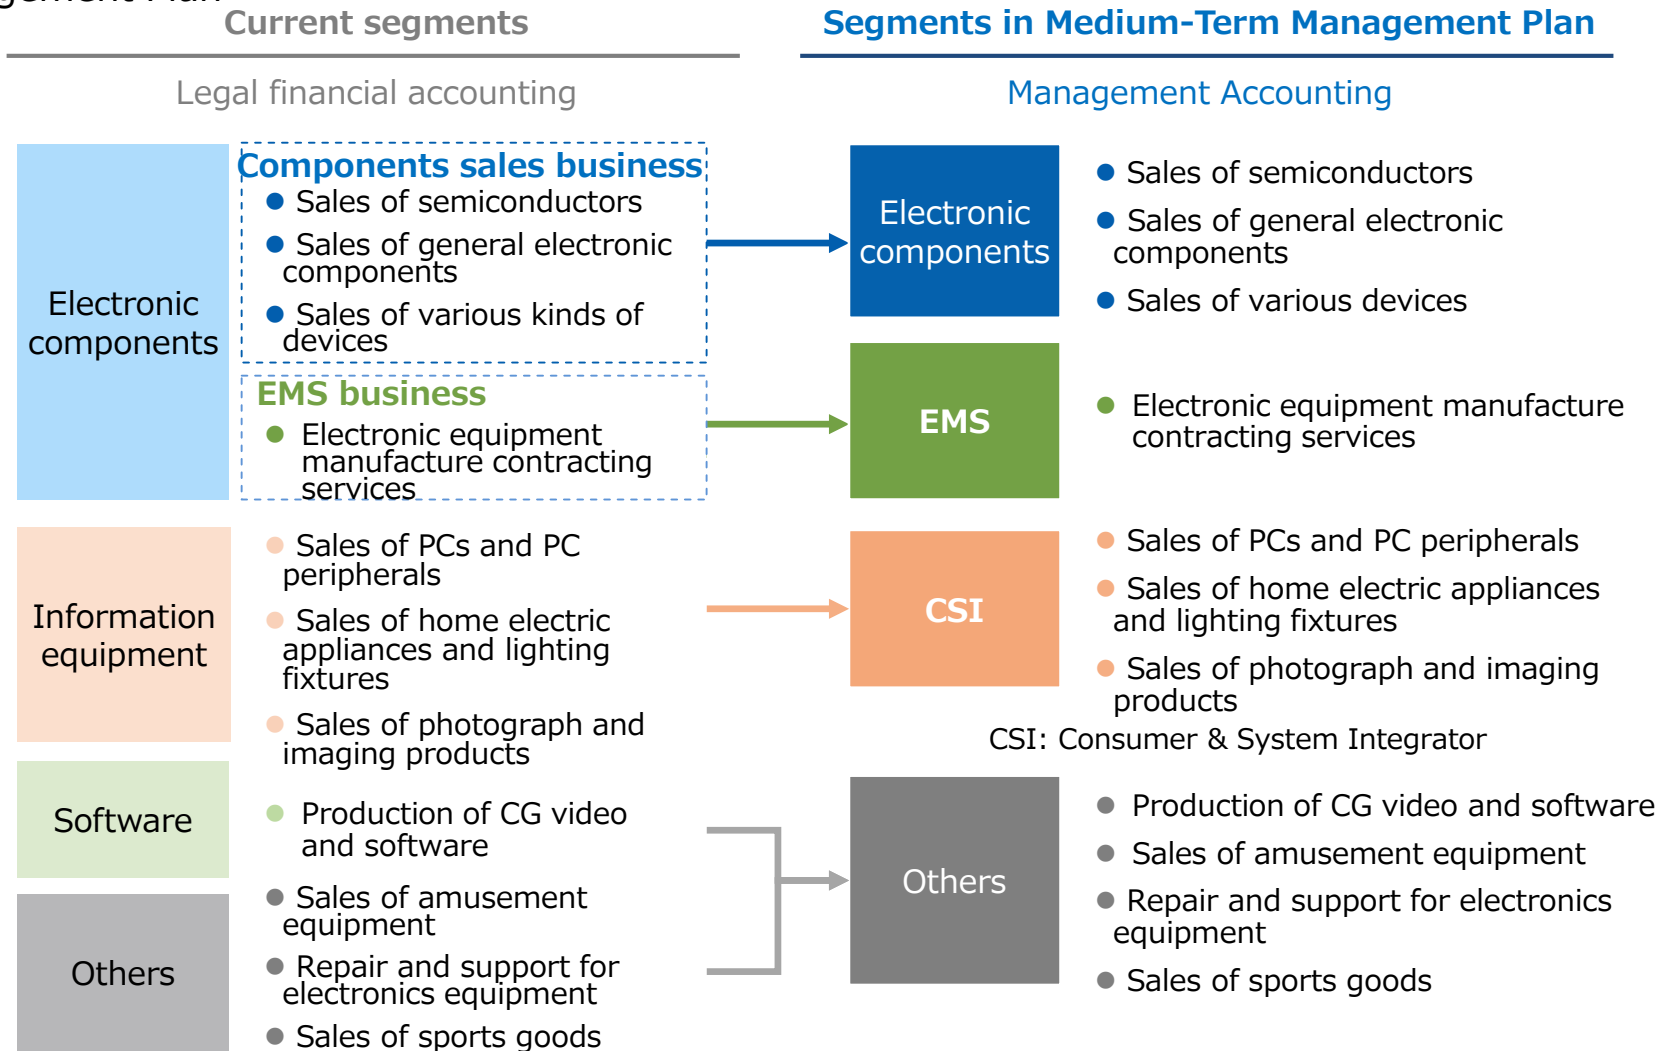 gement Plan
Current segments
Legal financial accounting
Electronic
components
Components sales business
● Sales of semiconductors
● Sales of general electronic
components
● Sales of various kinds of
devices
EMS business
● Electronic equipment
manufacture contracting
services
Information
equipment
● Sales of PCs and PC
peripherals
● Sales of home electric
appliances and lighting
fixtures
● Sales of photograph and
imaging products
Software
● Production of CG video
and software
Others
● Sales of amusement
equipment
● Repair and support for
electronics equipment
● Sales of sports goods
Segments in Medium-Term Management Plan
Management Accounting
Electronic
components
● Sales of semiconductors
● Sales of general electronic
components
● Sales of various devices
EMS
● Electronic equipment manufacture
contracting services
CSI
● Sales of PCs and PC peripherals
● Sales of home electric appliances
and lighting fixtures
● Sales of photograph and imaging
products
CSI: Consumer & System Integrator
Others
● Production of CG video and software
● Sales of amusement equipment
● Repair and support for electronics
equipment
● Sales of sports goods